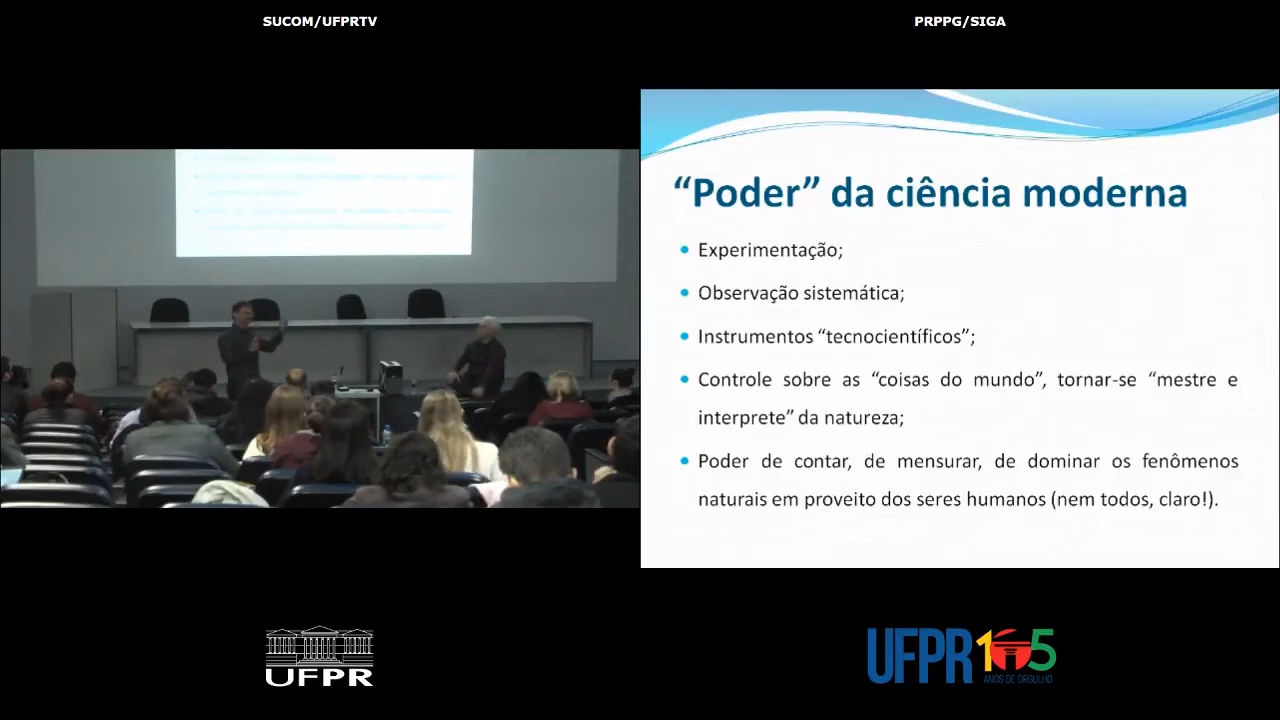 SUCOM/UFPRTV
PRPPG/SIGA
“Poder” da ciência moderna
Experimentação;
Observação sistemática;
Instrumentos “tecnocientíficos”;
Controle sobre as “coisas do mundo”, tornar-se “mestre e
interprete” da natureza;
Poder de contar, de mensurar, de dominar os fenômenos
naturais em proveito dos seres humanos (nem todos, claro!).
UFPR
UFPR 105
ANOS DE ORGULHO